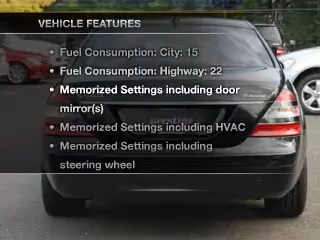 VEHICLE FEATURES
• Fuel Consumption: City: 15
• Fuel Consumption: Highway: 22
• Memorized Settings including door
mirror(s)
• Memorized Settings including HVAC
• Memorized Settings including
steering wheel
prestige